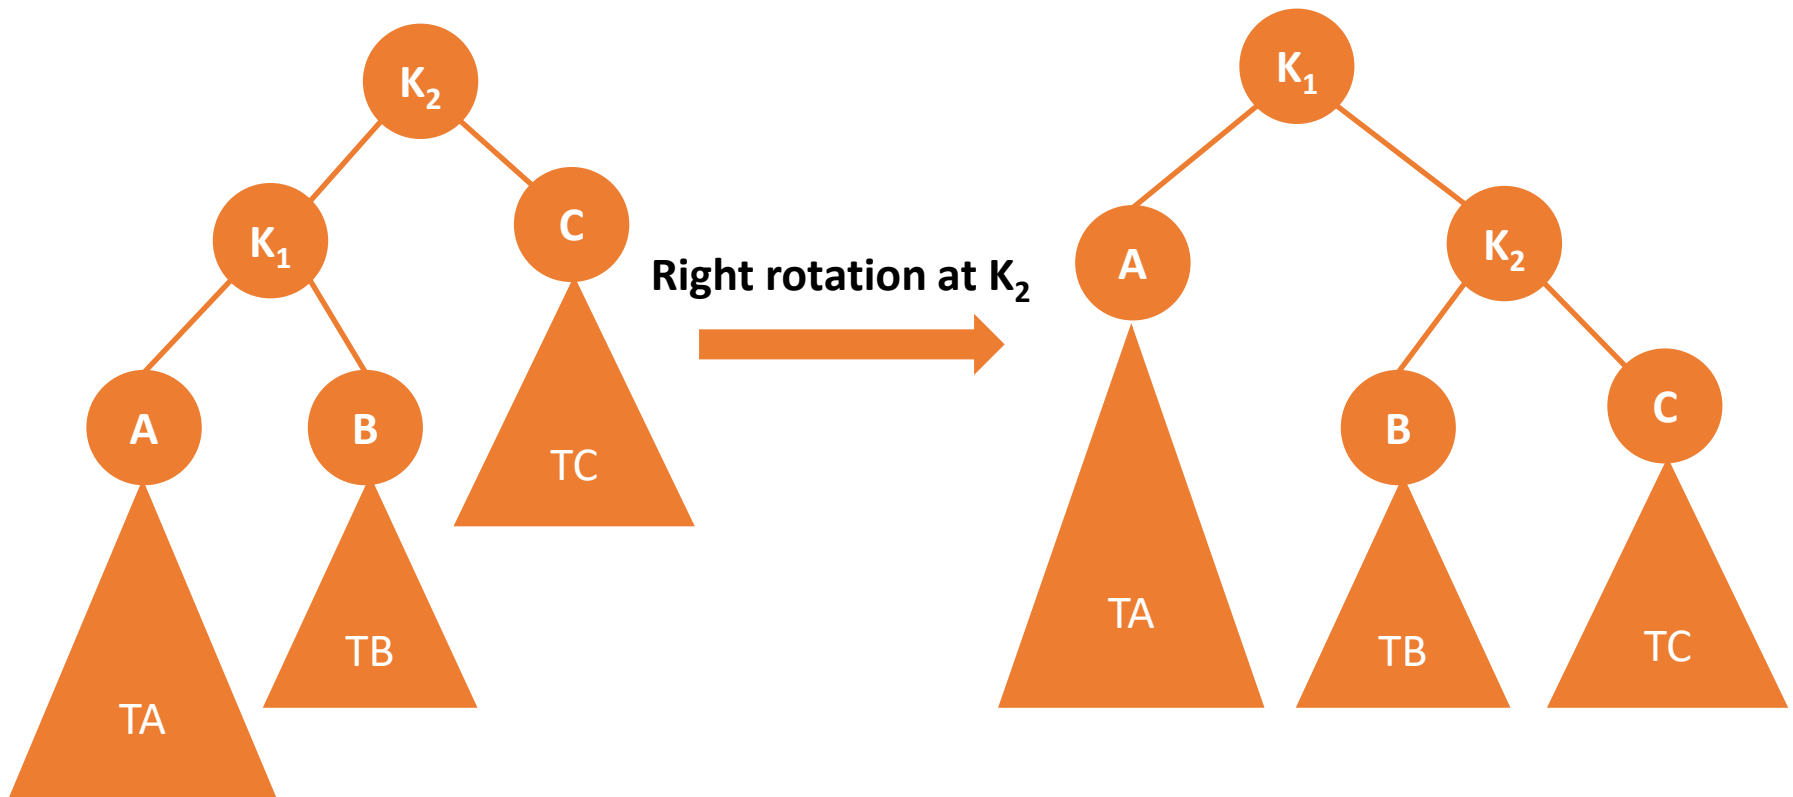 K₂
K₁
C
A
B
TC
TA
TB
Right rotation at K₂
K₁
A
K₂
B
C
TA
TB
TC